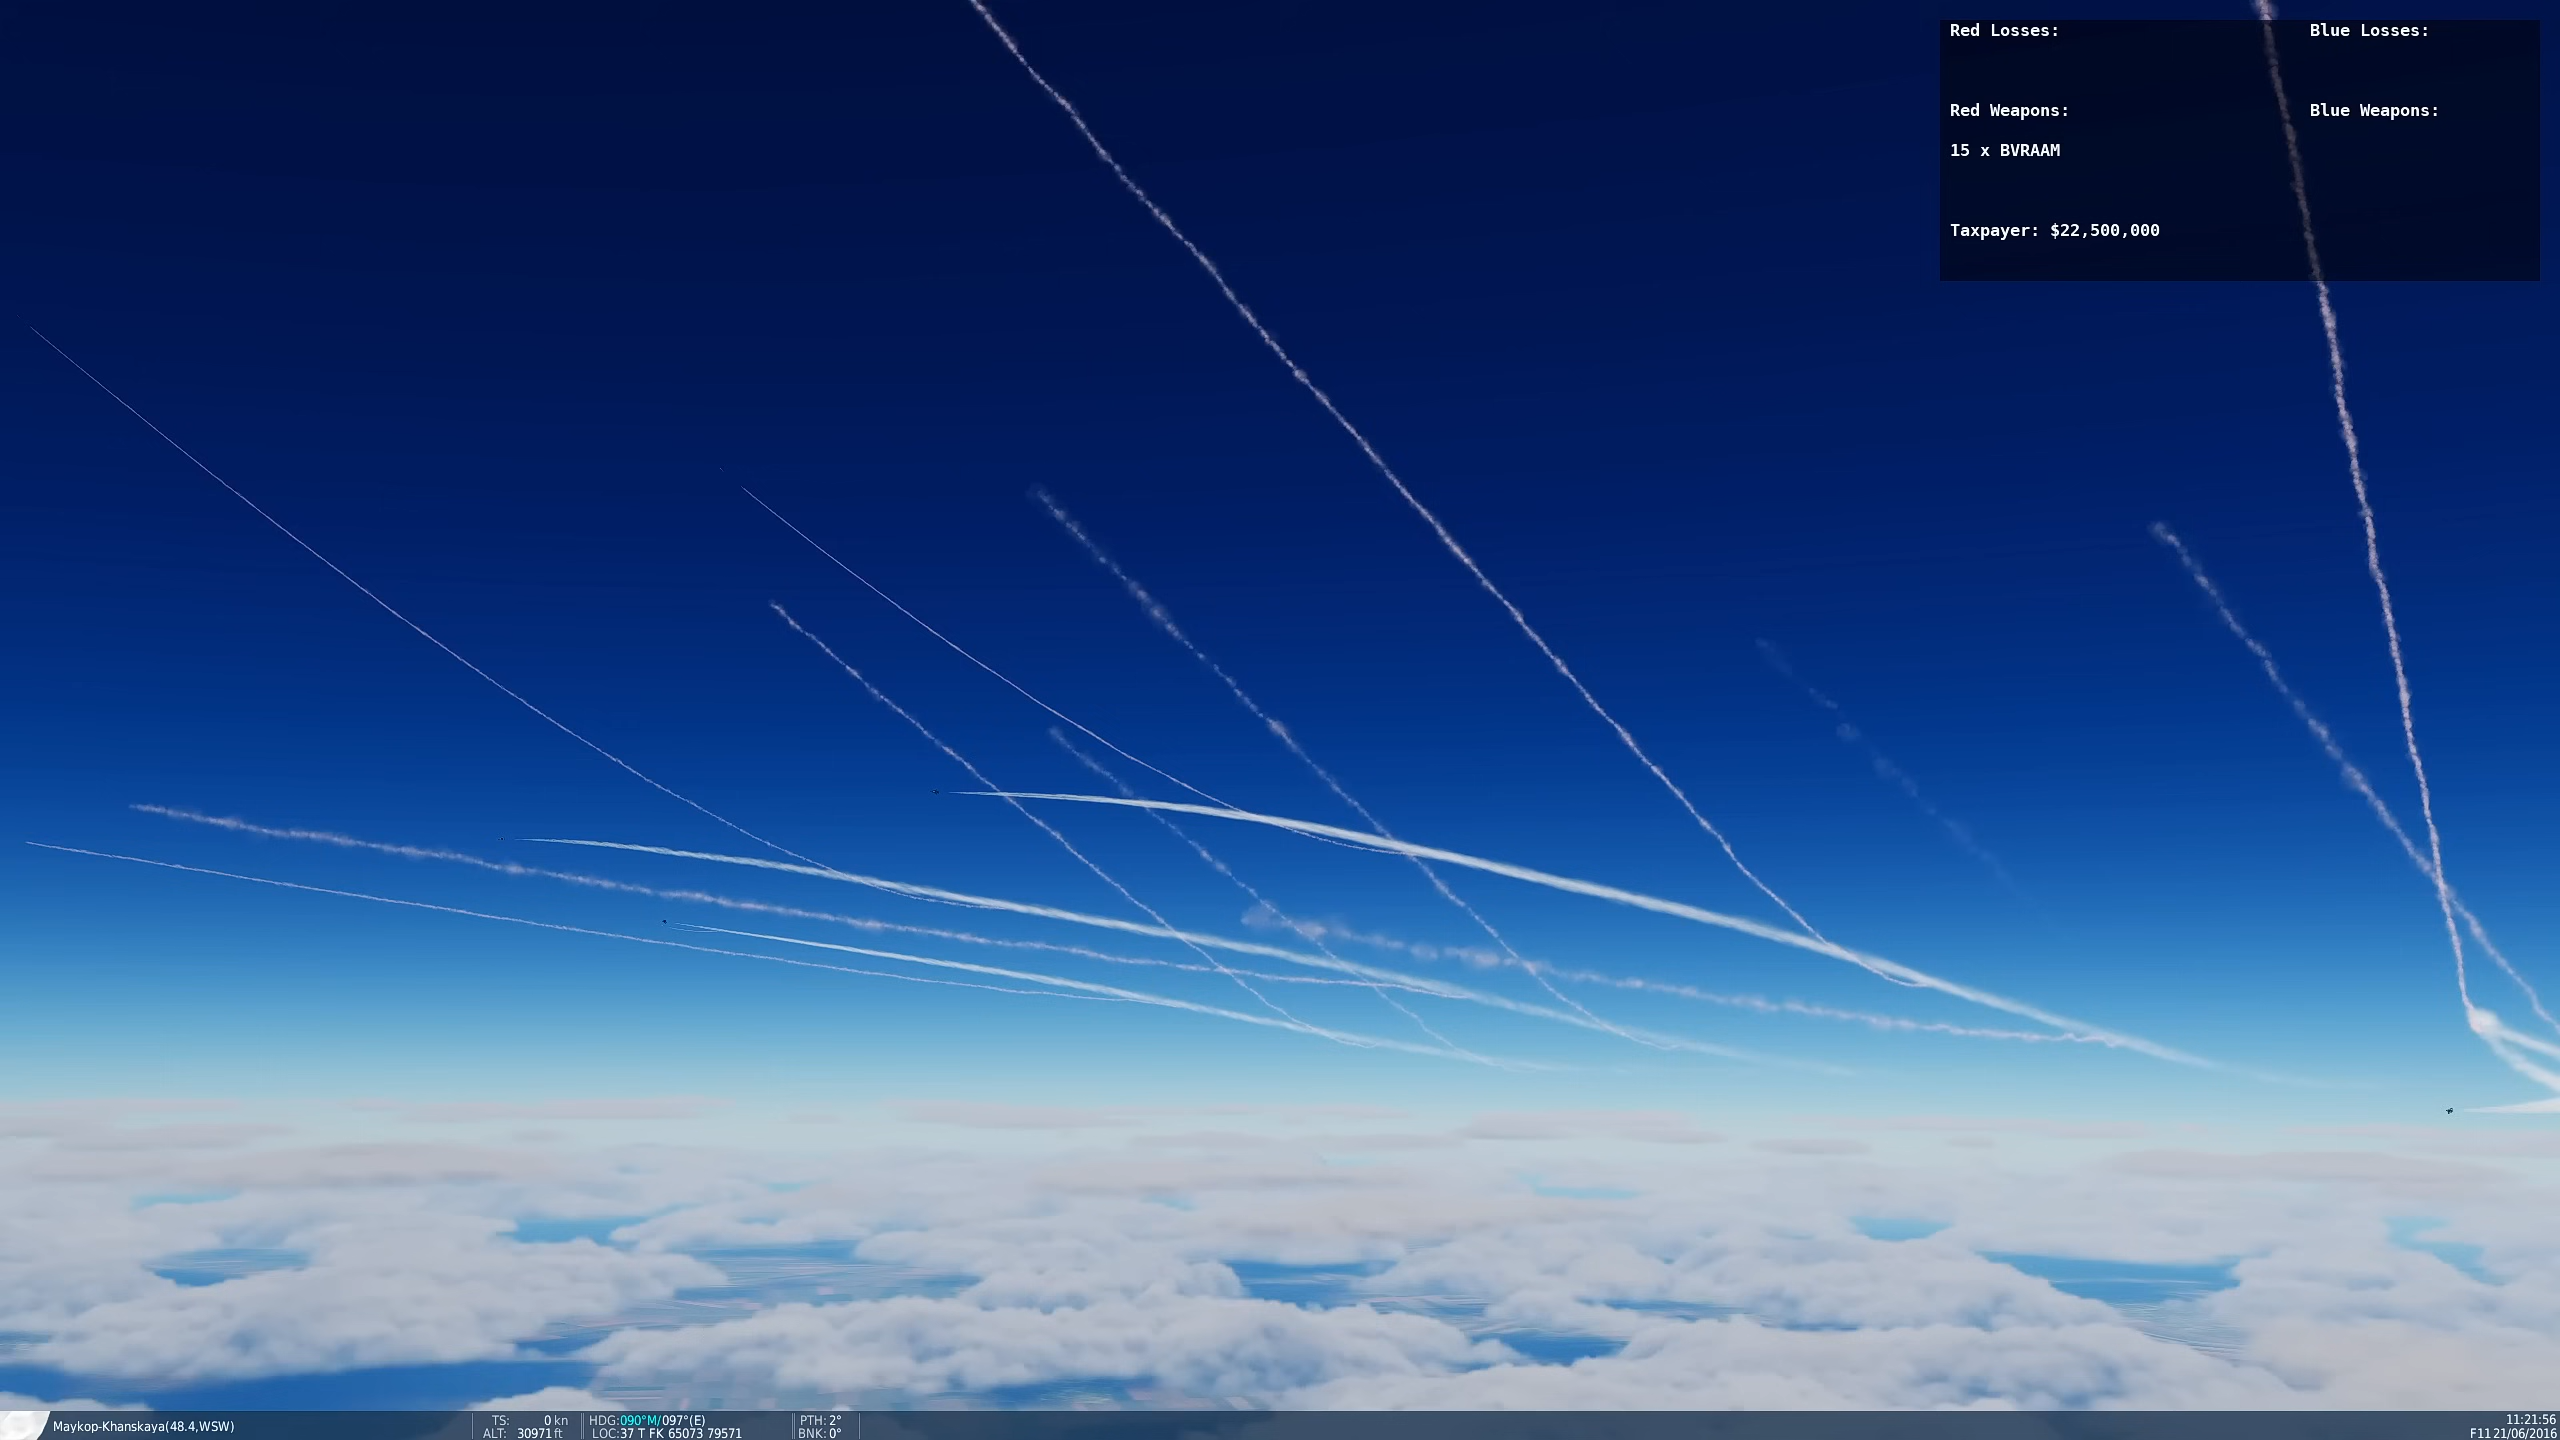 Red Losses: Blue Losses:
Red Weapons: Blue Weapons:
15 x BVRAAM
Taxpayer: $22,500,000
Maykop-Khanskaya(48.4,WSW)
TS: 0 kn HDG:090°M/097°(E) PTH: 2° 11:21:56
ALT: 30971 ft LOC:37 T FK 65073 79571 BNK: 0° F11 21/06/2016